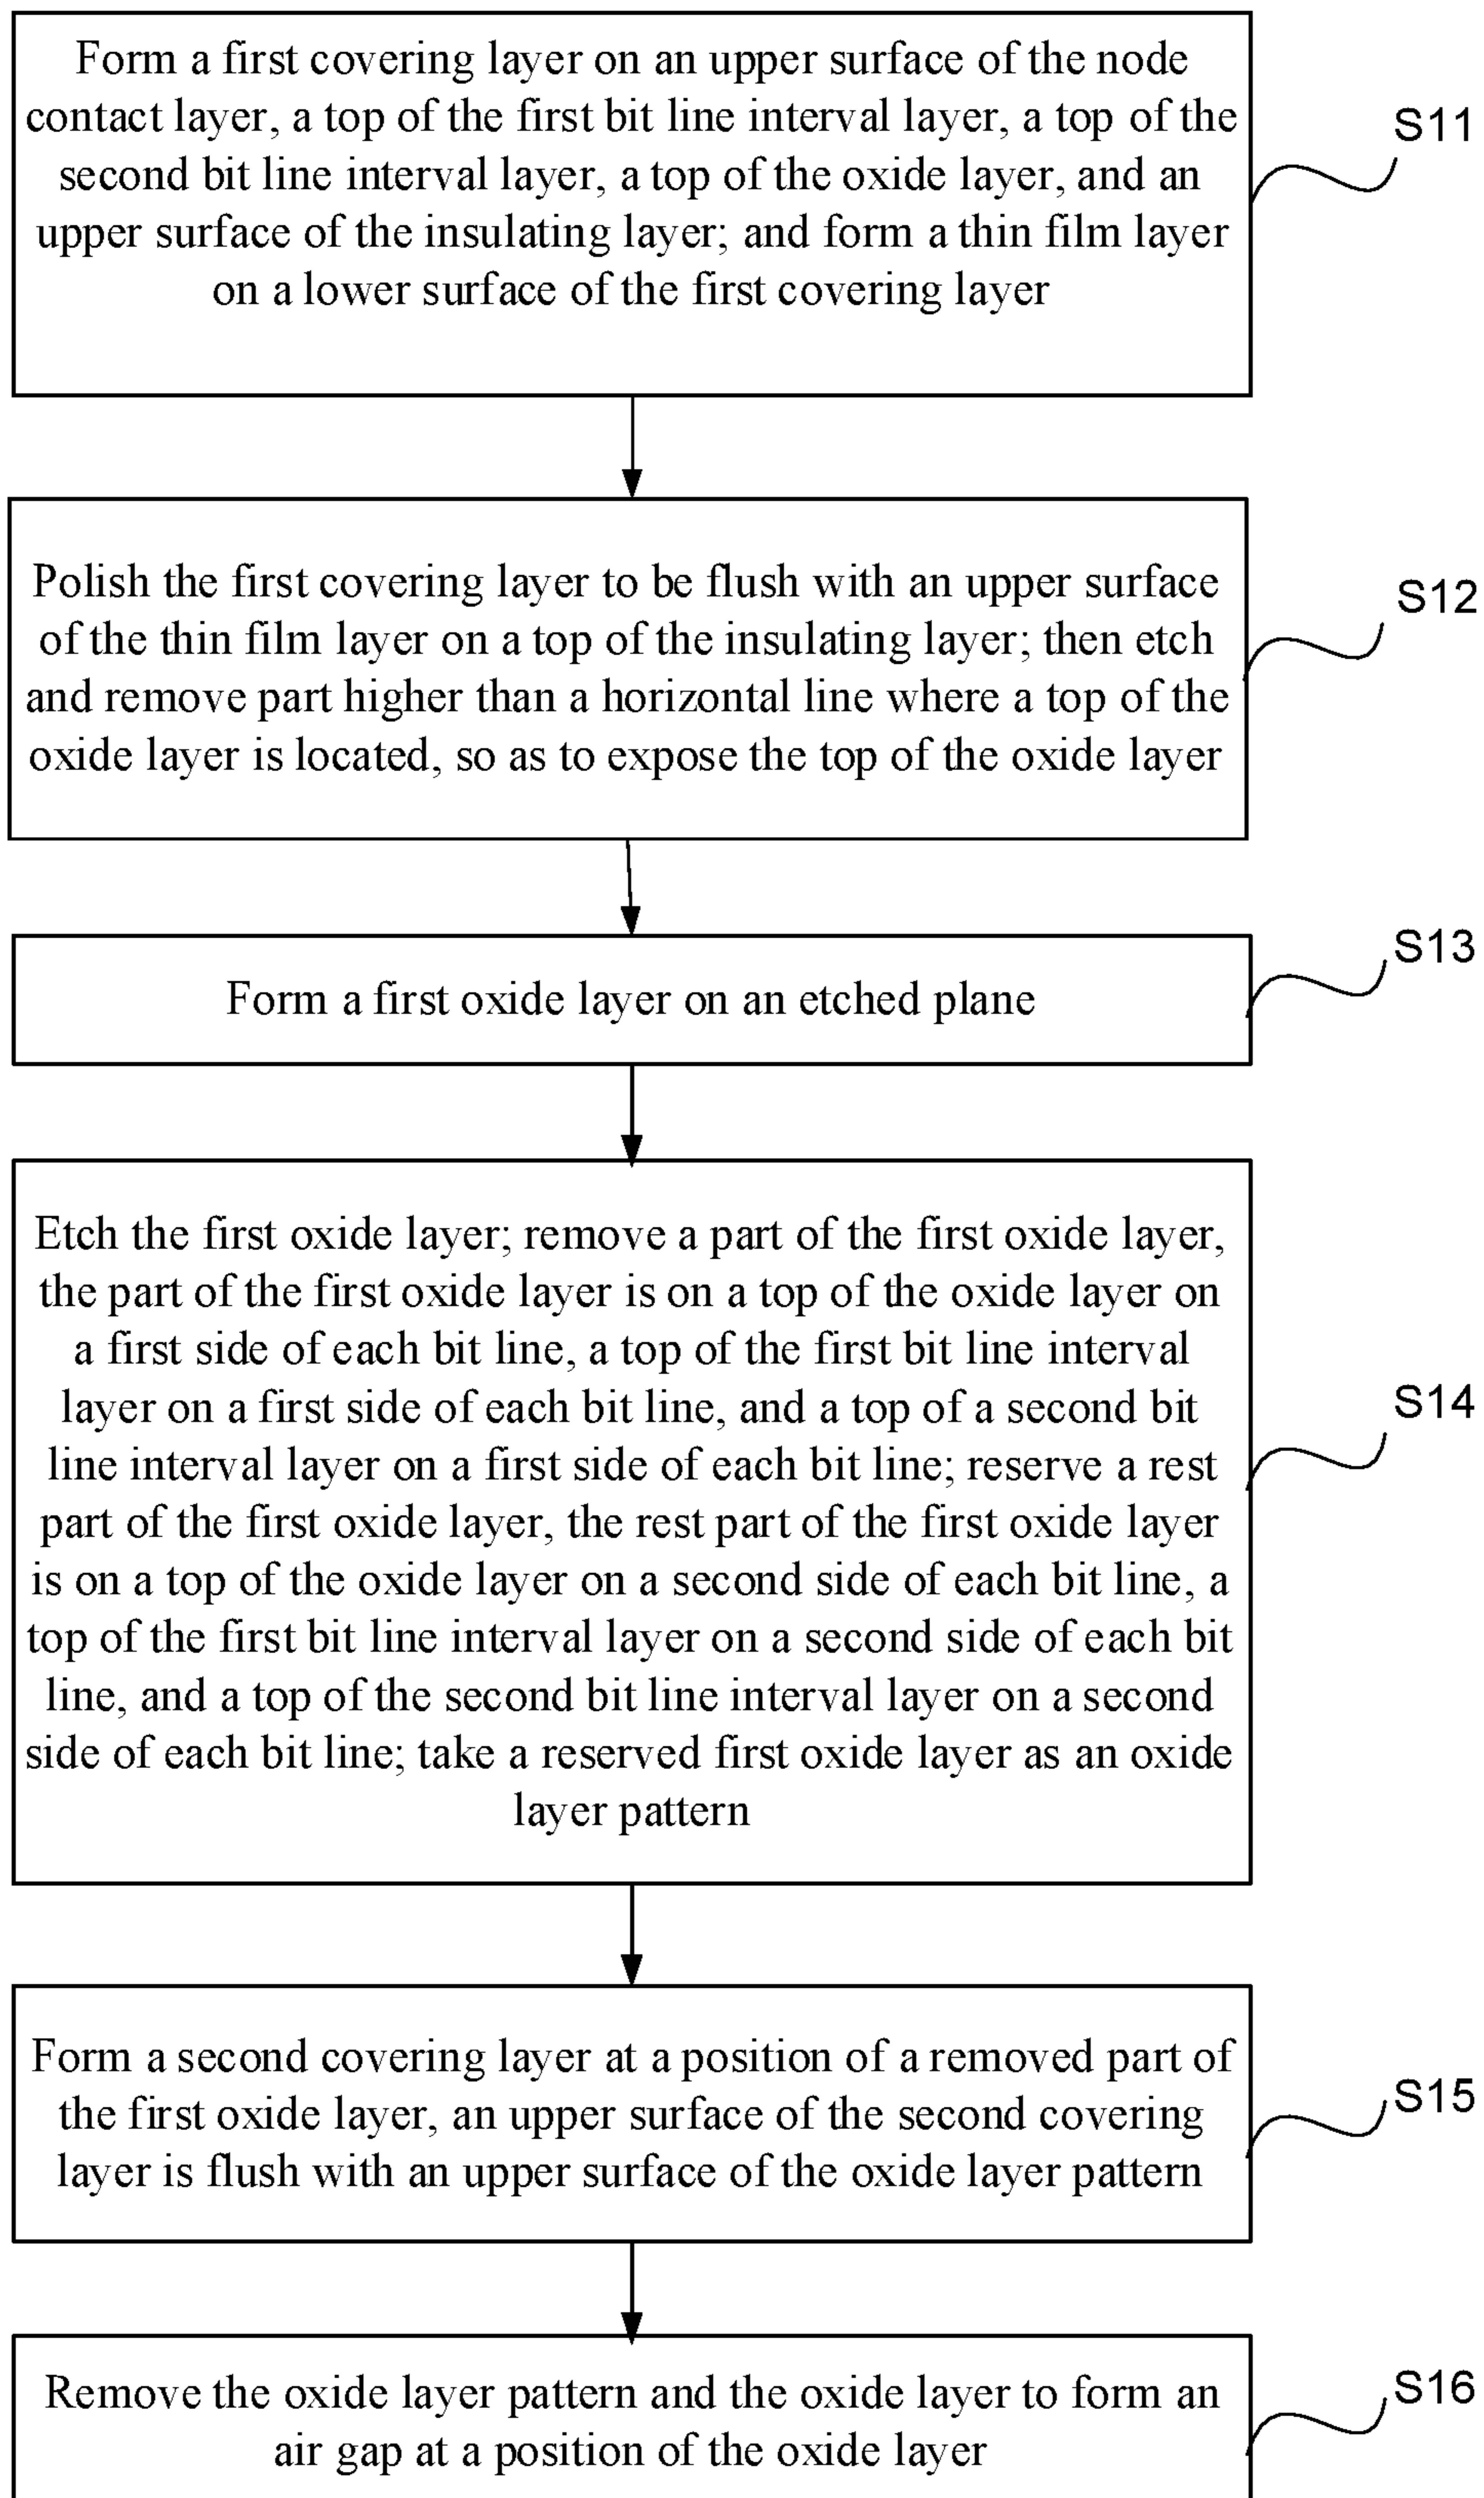 Form a first covering layer on an upper surface of the node
contact layer, a top of the first bit line interval layer, a top of the
second bit line interval layer, a top of the oxide layer, and an
upper surface of the insulating layer; and form a thin film layer
on a lower surface of the first covering layer
S11
Polish the first covering layer to be flush with an upper surface
of the thin film layer on a top of the insulating layer; then etch
and remove part higher than a horizontal line where a top of the
oxide layer is located, so as to expose the top of the oxide layer
S12
Form a first oxide layer on an etched plane
S13
Etch the first oxide layer; remove a part of the first oxide layer,
the part of the first oxide layer is on a top of the oxide layer on
a first side of each bit line, a top of the first bit line interval
layer on a first side of each bit line, and a top of a second bit
line interval layer on a first side of each bit line; reserve a rest
part of the first oxide layer, the rest part of the first oxide layer
is on a top of the oxide layer on a second side of each bit line, a
top of the first bit line interval layer on a second side of each bit
line, and a top of the second bit line interval layer on a second
side of each bit line; take a reserved first oxide layer as an oxide
layer pattern
S14
Form a second covering layer at a position of a removed part of
the first oxide layer, an upper surface of the second covering
layer is flush with an upper surface of the oxide layer pattern
S15
Remove the oxide layer pattern and the oxide layer to form an
air gap at a position of the oxide layer
S16